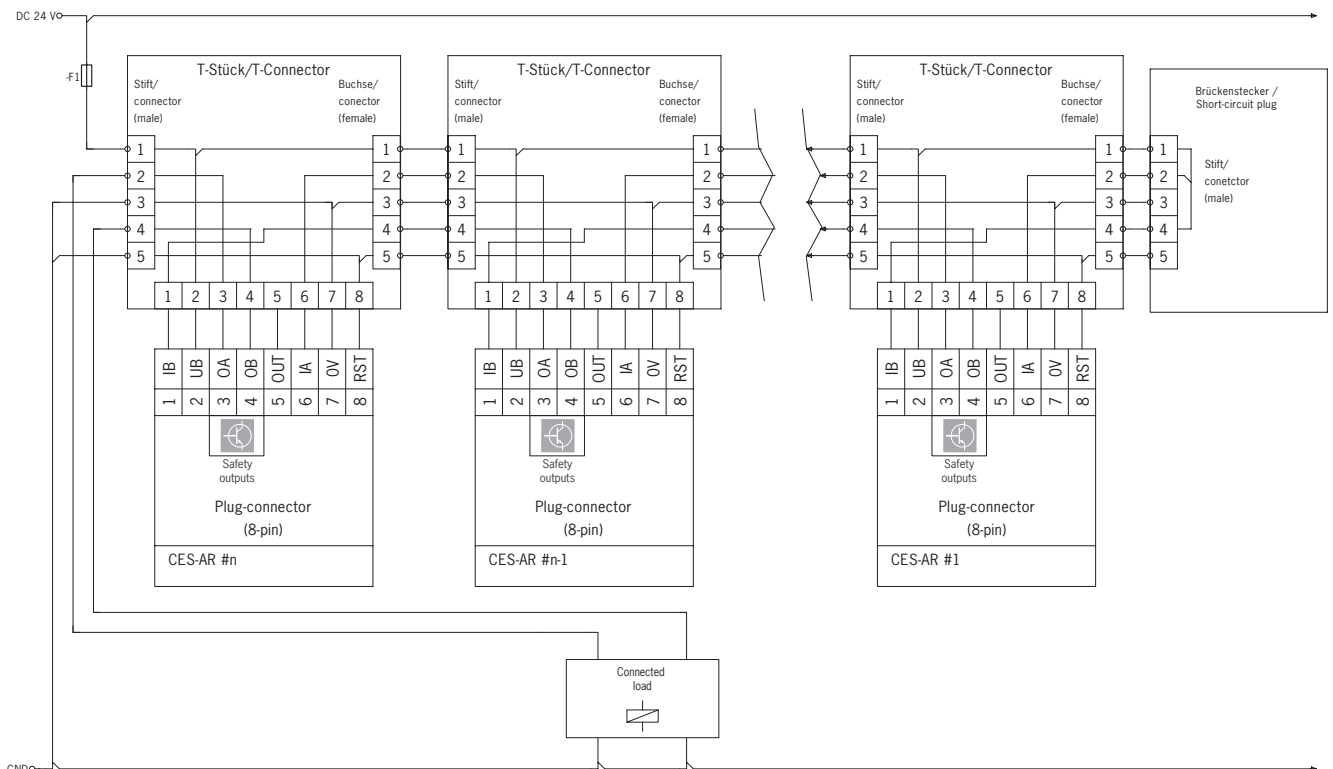 DC 24 V
-F1
T-Stück/T-Connector
Stift/
connector
(male)
Buchse/
conector
(female)
1
2
3
4
5
1
2
3
4
5
1 2 3 4 5 6 7 8
IB UB OA OB OUT IA 0V RST
1 2 3 4 5 6 7 8
Safety
outputs
Plug-connector
(8-pin)
CES-AR #n
T-Stück/T-Connector
Stift/
connector
(male)
Buchse/
conector
(female)
1
2
3
4
5
1
2
3
4
5
1 2 3 4 5 6 7 8
IB UB OA OB OUT IA 0V RST
1 2 3 4 5 6 7 8
Safety
outputs
Plug-connector
(8-pin)
CES-AR #n-1
T-Stück/T-Connector
Stift/
connector
(male)
Buchse/
conector
(female)
1
2
3
4
5
1
2
3
4
5
1 2 3 4 5 6 7 8
IB UB OA OB OUT IA 0V RST
1 2 3 4 5 6 7 8
Safety
outputs
Plug-connector
(8-pin)
CES-AR #1
Brückenstecker /
Short-circuit plug
1
2
3
4
5
Stift/
conetctor
(male)
Connected
load
GND